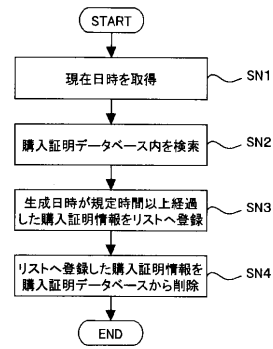 START
現在日時を取得
SN1
購入証明データベース内を検索
SN2
生成日時が規定時間以上経過
した購入証明情報をリストへ登録
SN3
リストへ登録した購入証明情報を
購入証明データベースから削除
SN4
END